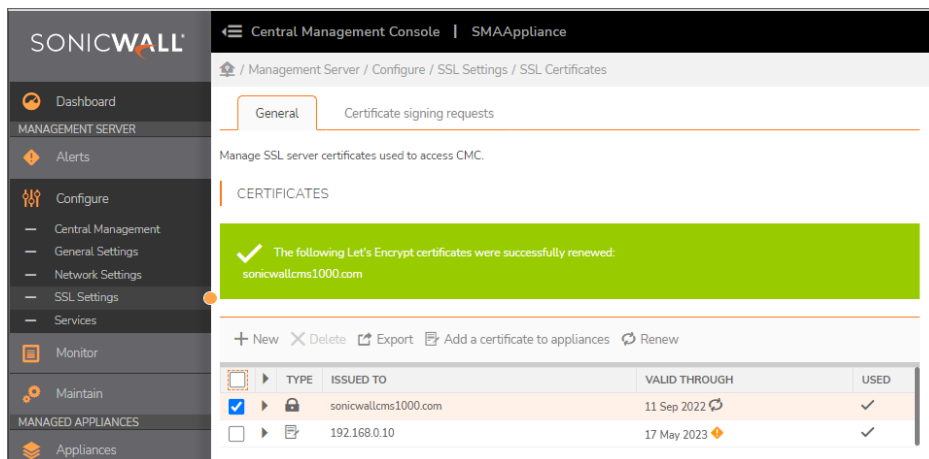 SONICWALL
Central Management Console | SMAAppliance
/ Management Server / Configure / SSL Settings / SSL Certificates
Dashboard
MANAGEMENT SERVER
Alerts
Configure
Central Management
General Settings
Network Settings
SSL Settings
Services
Monitor
Maintain
MANAGED APPLIANCES
Appliances
General Certificate signing requests
Manage SSL server certificates used to access CMC.
CERTIFICATES
The following Let's Encrypt certificates were successfully renewed:
sonicwallcms1000.com
New Delete Export Add a certificate to appliances Renew
TYPE ISSUED TO VALID THROUGH USED
sonicwallcms1000.com 11 Sep 2022
192.168.0.10 17 May 2023